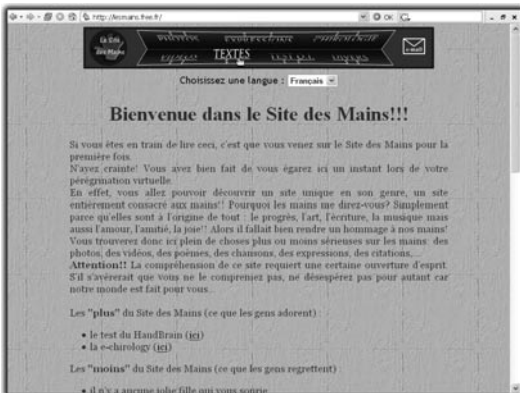 http://lesmains.free.fr/
OK
Le Site
des Mains
TEXTES
e-mail
Choisissez une langue : Français
Bienvenue dans le Site des Mains!!!
Si vous êtes en train de lire ceci, c'est que vous venez sur le Site des Mains pour la
première fois.
N'ayez crainte! Vous avez bien fait de vous égarez ici un instant lors de votre
pérégrination virtuelle.
En effet, vous allez pouvoir découvrir un site unique en son genre, un site
entièrement consacré aux mains!! Pourquoi les mains me direz-vous? Simplement
parce qu'elles sont à l'origine de tout : le progrès, l'art, l'écriture, la musique mais
aussi l'amour, l'amitié, la joie!! Alors il fallait bien rendre un hommage à nos mains!
Vous trouverez donc ici plein de choses plus ou moins sérieuses sur les mains: des
photos, des vidéos, des poèmes, des chansons, des expressions, des citations,...
Attention!! La compréhension de ce site requiert une certaine ouverture d'esprit.
S'il s'avérerait que vous ne le compreniez pas, ne désespérez pas pour autant car
notre monde est fait pour vous...
Les "plus" du Site des Mains (ce que les gens adorent) :
• le test du HandBrain (ici)
• la e-chirology (ici)
Les "moins" du Site des Mains (ce que les gens regrettent)
• il n'y a aucune jolie fille qui vous sourie